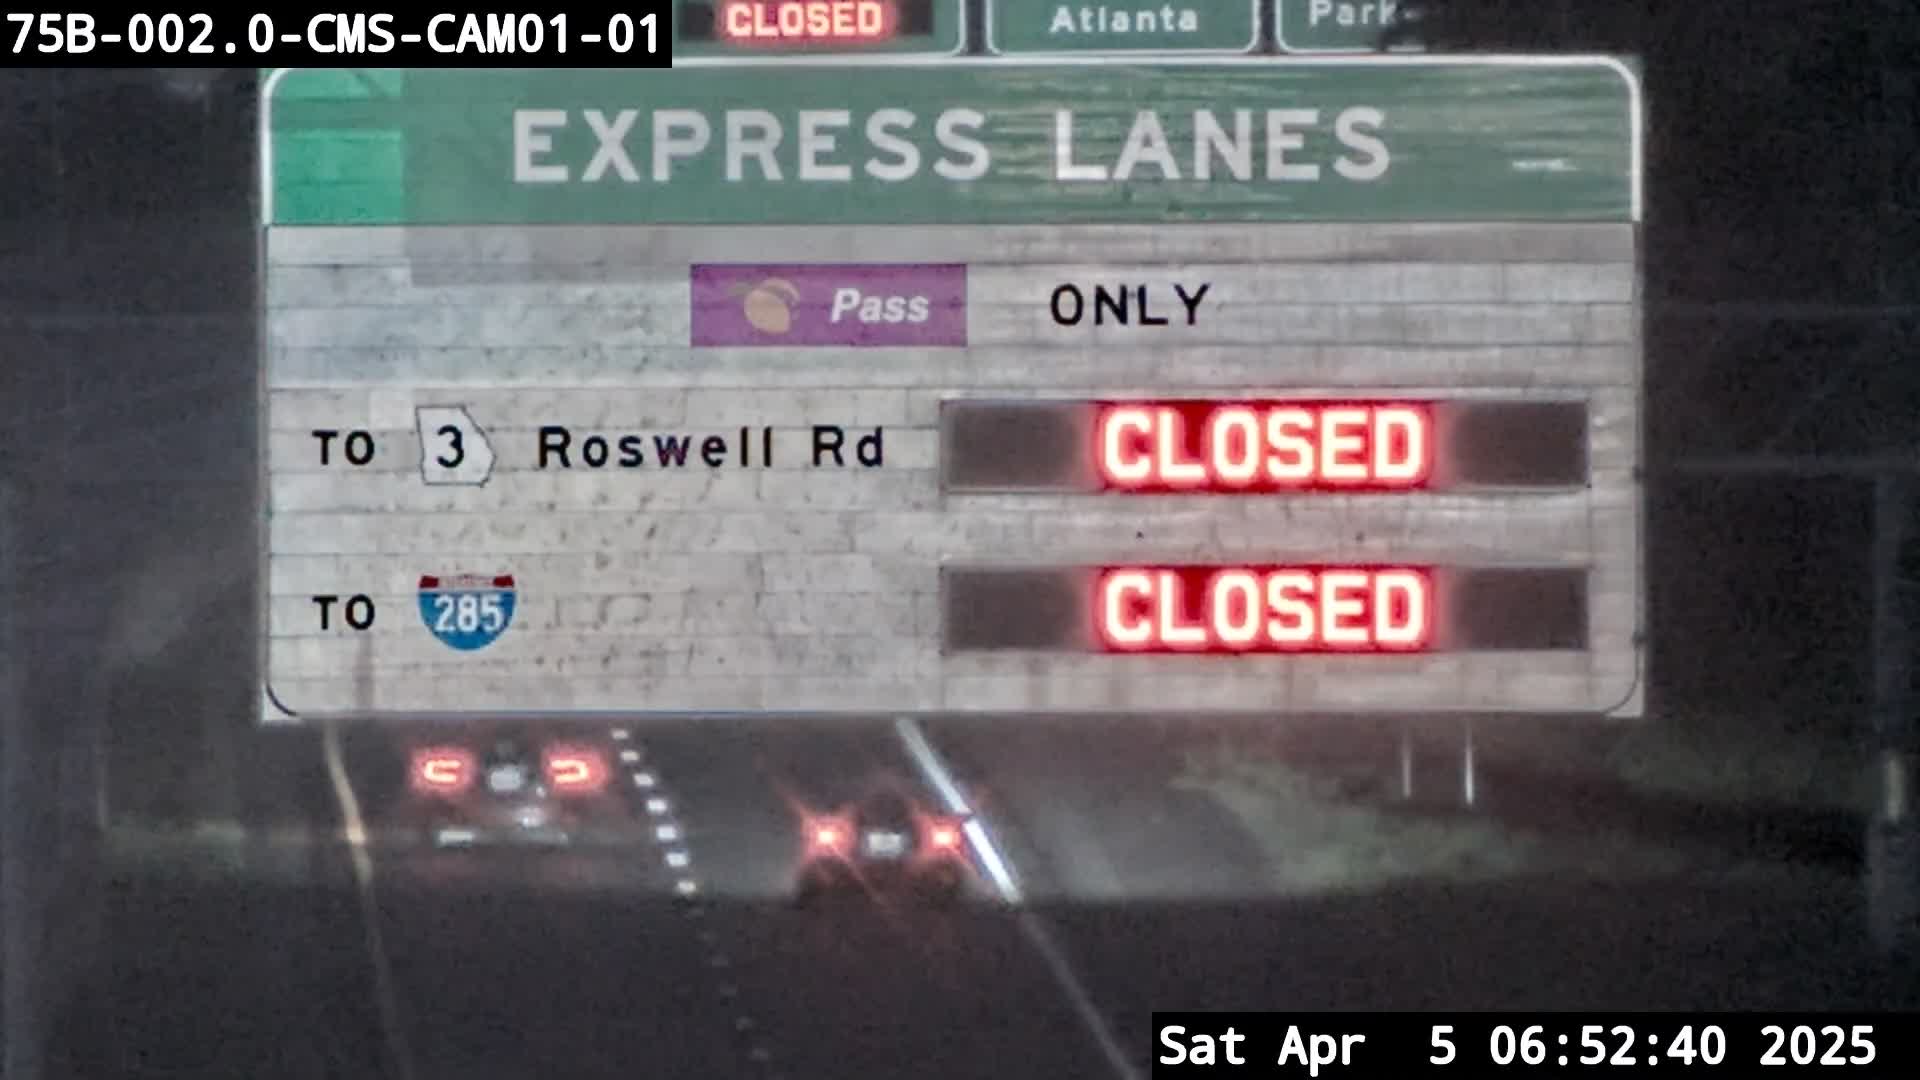 75B-002.0-CMS-CAM01-01
CLOSED
Atlanta
Park-
EXPRESS LANES
Pass ONLY
TO 3 Roswell Rd CLOSED
TO 285 CLOSED
Sat Apr 5 06:52:40 2025